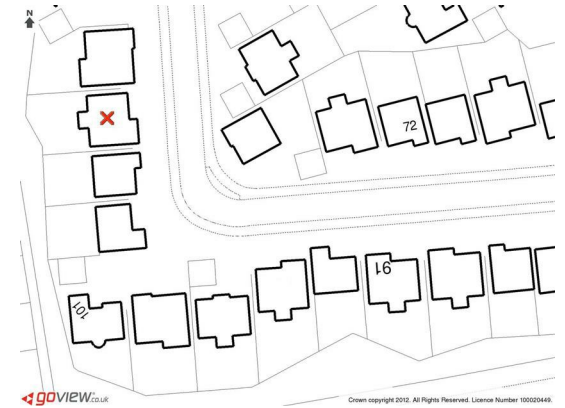 N
72
91
101
goview.co.uk
Crown copyright 2012. All Rights Reserved. Licence Number 100020449.